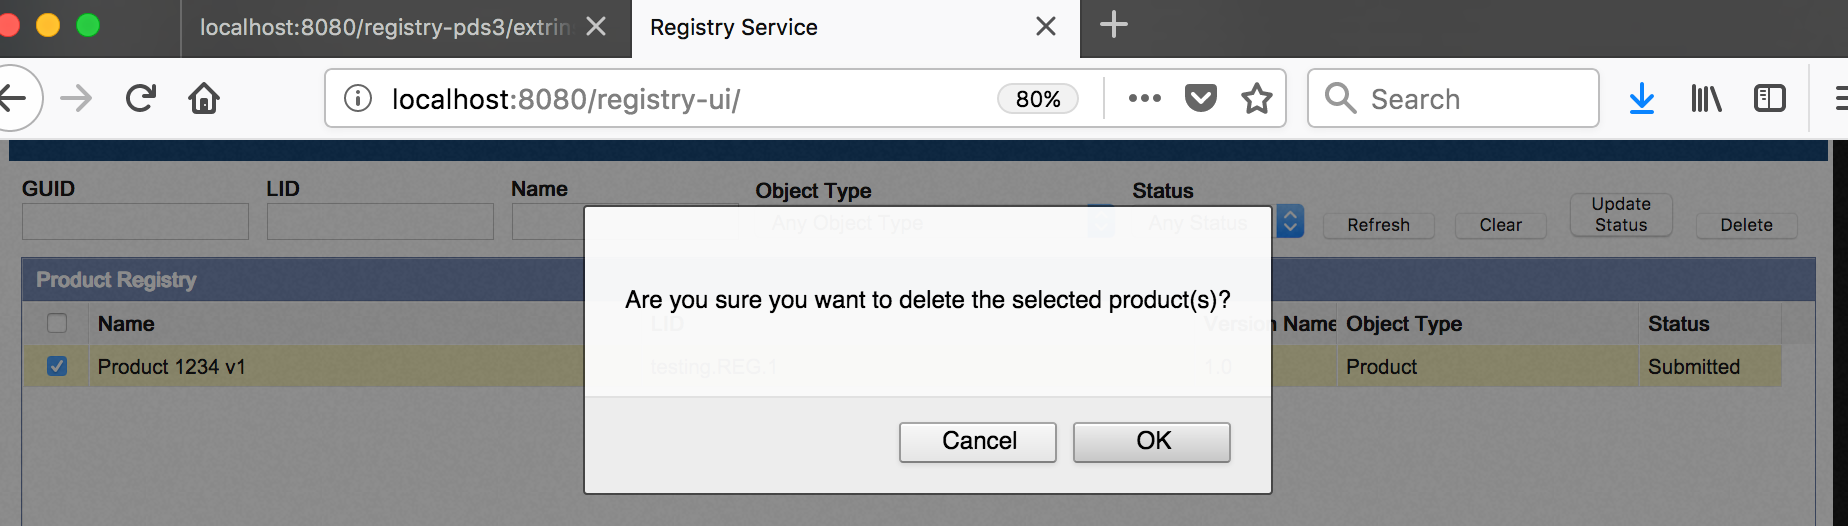 localhost:8080/registry-pds3/extrin
Registry Service
localhost:8080/registry-ui/
80%
Search
GUID
LID
Name
Object Type
Status
Any Object Type
Any Status
Refresh
Clear
Update
Status
Delete
Product Registry
Are you sure you want to delete the selected product(s)?
Name
LID
Version Name
Object Type
Status
Product 1234 v1
testing.REG.1
1.0
Product
Submitted
Cancel
OK